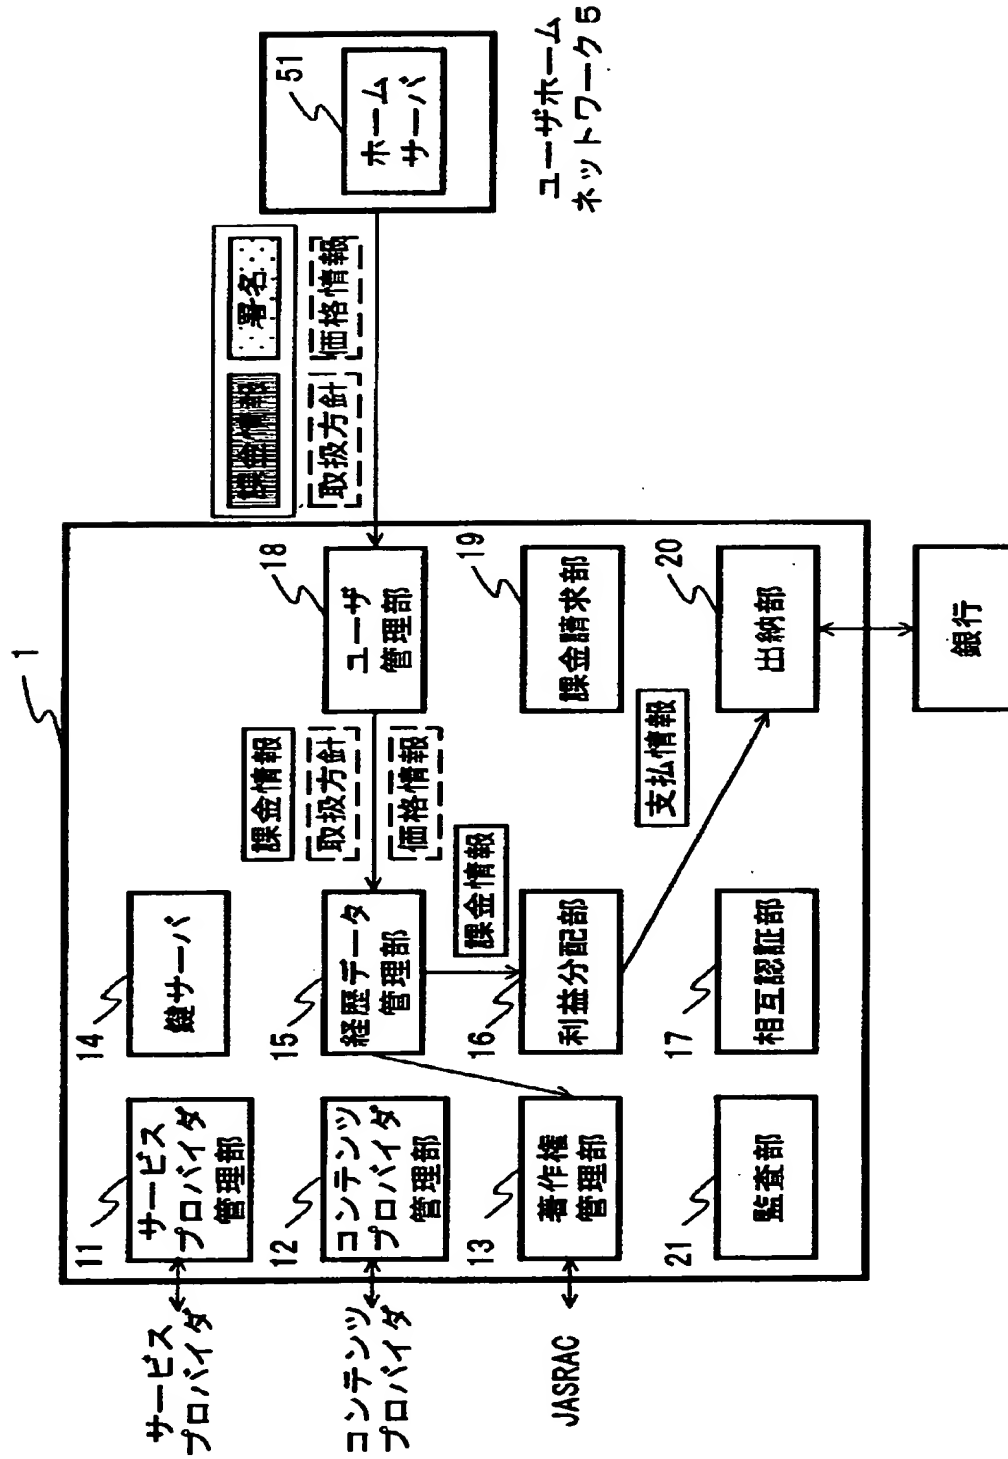 1
サービス
プロバイダ
11
サービス
プロバイダ
管理部
14
鍵サーバ
コンテンツ
プロバイダ
12
コンテンツ
プロバイダ
管理部
15
経歴データ
管理部
課金情報
取扱方針
価格情報
18
ユーザ
管理部
課金情報
署名
取扱方針
価格情報
51
ホーム
サーバ
ユーザホーム
ネットワーク5
JASRAC
13
著作権
管理部
課金情報
16
利益分配部
19
課金請求部
支払情報
21
監査部
17
相互認証部
20
出納部
銀行